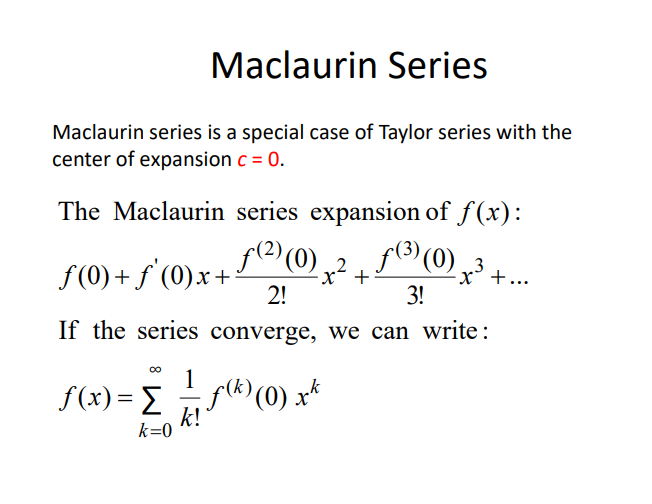 Maclaurin Series
Maclaurin series is a special case of Taylor series with the
center of expansion c = 0.
The Maclaurin series expansion of f(x):
f(0) + f'(0)x + f^(2)(0)/2! x^2 + f^(3)(0)/3! x^3 + ...
If the series converge, we can write:
f(x) = ∑_{k=0}^{∞} 1/k! f^(k)(0) x^k